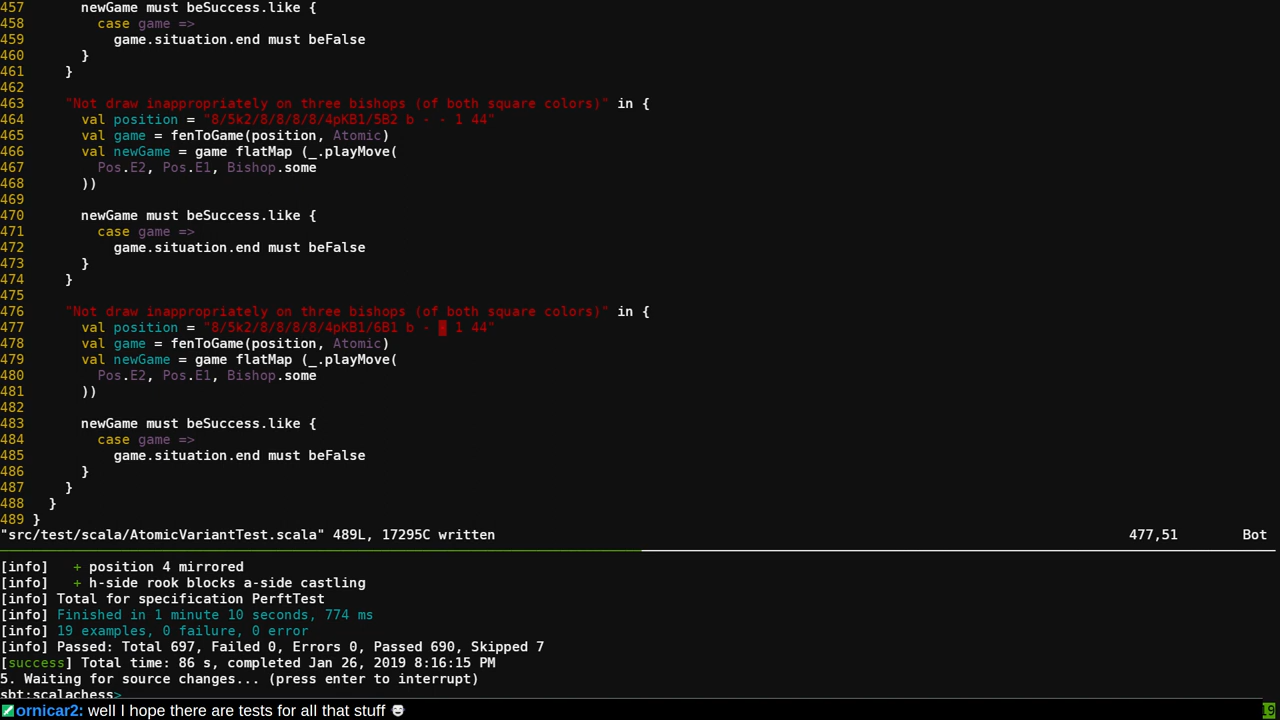 457       newGame must beSuccess.like {
458         case game =>
459           game.situation.end must beFalse
460       }
461     }
462
463     "Not draw inappropriately on three bishops (of both square colors)" in {
464       val position = "8/5k2/8/8/8/8/4pKB1/5B2 b - - 1 44"
465       val game = fenToGame(position, Atomic)
466       val newGame = game flatMap (_.playMove(
467         Pos.E2, Pos.E1, Bishop.some
468       ))
469
470       newGame must beSuccess.like {
471         case game =>
472           game.situation.end must beFalse
473       }
474     }
475
476     "Not draw inappropriately on three bishops (of both square colors)" in {
477       val position = "8/5k2/8/8/8/8/4pKB1/6B1 b - - 1 44"
478       val game = fenToGame(position, Atomic)
479       val newGame = game flatMap (_.playMove(
480         Pos.E2, Pos.E1, Bishop.some
481       ))
482
483       newGame must beSuccess.like {
484         case game =>
485           game.situation.end must beFalse
486       }
487     }
488   }
489 }
"src/test/scala/AtomicVariantTest.scala" 489L, 17295C written 477,51 Bot
[info]   + position 4 mirrored
[info]   + h-side rook blocks a-side castling
[info] Total for specification PerftTest
[info] Finished in 1 minute 10 seconds, 774 ms
[info] 19 examples, 0 failure, 0 error
[info] Passed: Total 697, Failed 0, Errors 0, Passed 690, Skipped 7
[success] Total time: 86 s, completed Jan 26, 2019 8:16:15 PM
5. Waiting for source changes... (press enter to interrupt)
sbt:scalachess>
ornicar2: well I hope there are tests for all that stuff 19